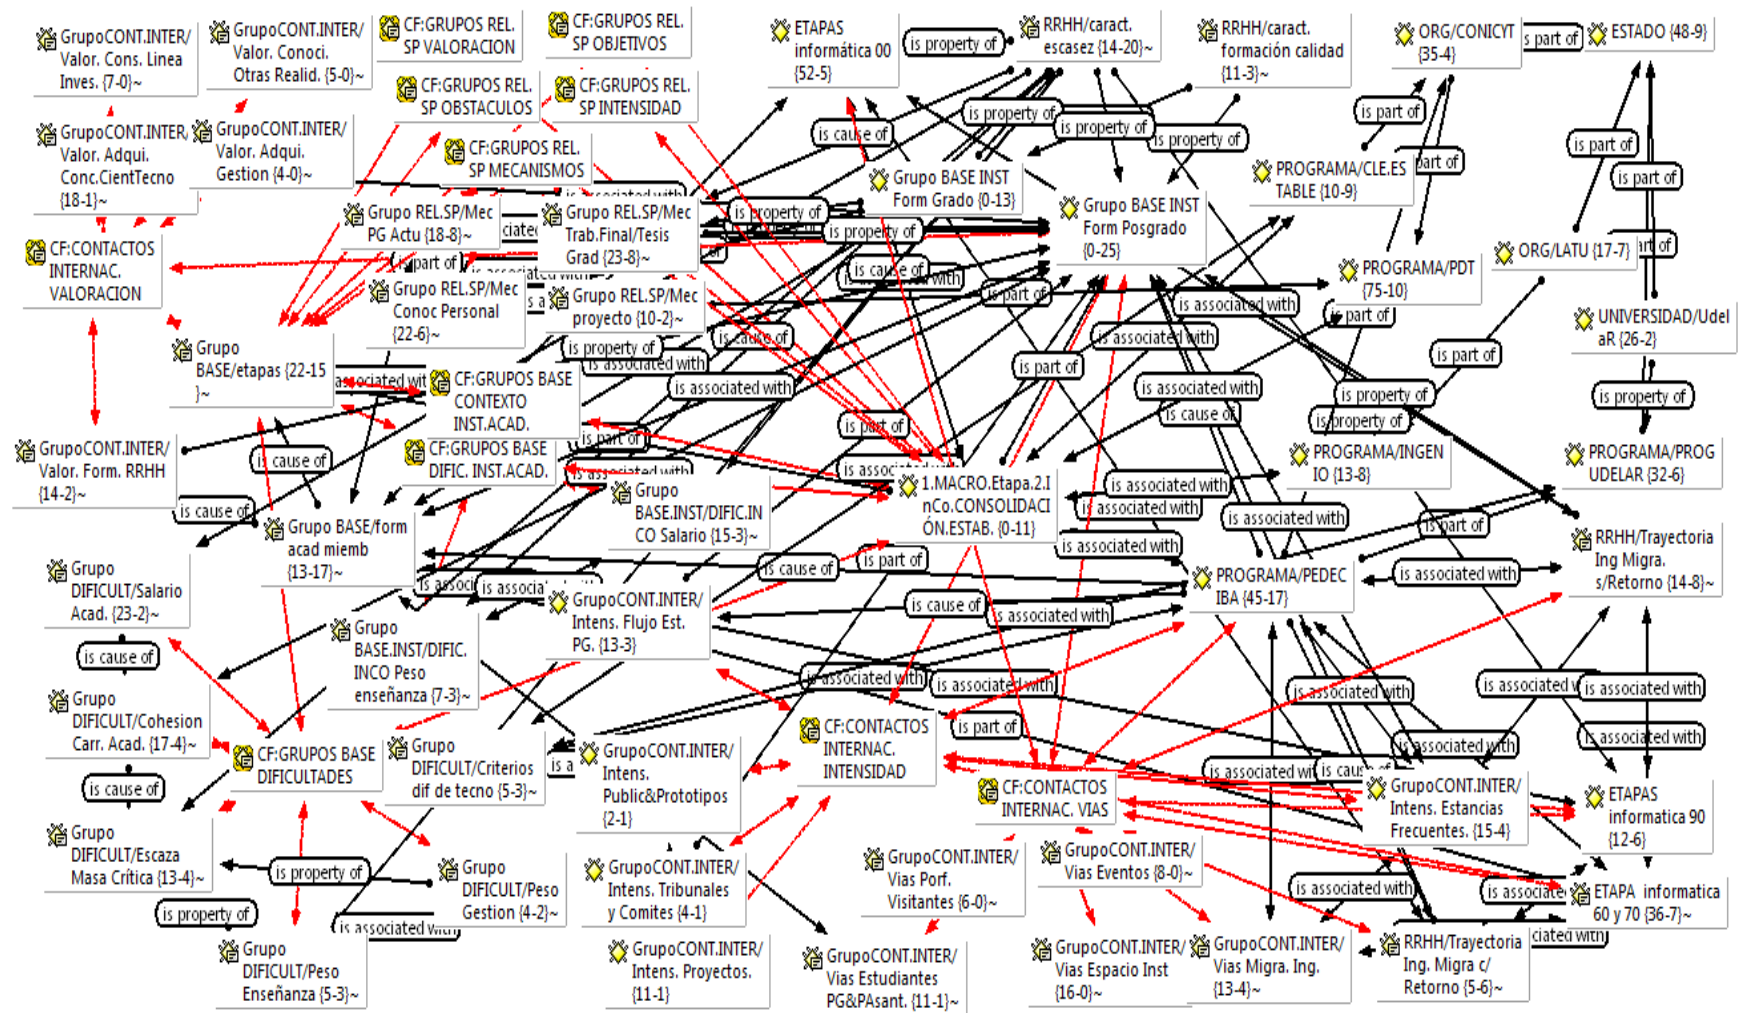 GrupoCONT.INTER/
Valor. Cons. Linea
Inves. {7-0}~
GrupoCONT.INTER/
Valor. Conoci.
Otras Realid. {5-0}~
CF:GRUPOS REL.
SP VALORACION
CF:GRUPOS REL.
SP OBJETIVOS
ETAPAS
informática 00
{52-5}
is property of
RRHH/caract.
escasez {14-20}~
RRHH/caract.
formación calidad
{11-3}~
ORG/CONICYT
{35-4}
s part of
ESTADO {48-9}
CF:GRUPOS REL.
SP OBSTACULOS
CF:GRUPOS REL.
SP INTENSIDAD
is part of
is property of
is property of
is property of
is cause of
GrupoCONT.INTER,
Valor. Adqui.
Conc.CientTecno
{18-1}~
GrupoCONT.INTER/
Valor. Adqui.
Gestion {4-0}~
CF:GRUPOS REL.
SP MECANISMOS
is part of
part of
is part of
PROGRAMA/CLE.ES
TABLE {10-9}
Grupo BASE INST
Form Grado {0-13}
is associated with
Grupo REL.SP/Mec
PG Actu {18-8}~
Grupo REL.SP/Mec
Trab.Final/Tesis
Grad {23-8}~
is property of
is property of
Grupo BASE INST
Form Posgrado
{0-25}
CF:CONTACTOS
INTERNAC.
VALORACION
is part of
is cause of
ORG/LATU {17-7}
PROGRAMA/PDT
{75-10}
Grupo REL.SP/Mec
Conoc Personal
{22-6}~
Grupo REL.SP/Mec
proyecto {10-2}~
is part of
is associated with
is part of
UNIVERSIDAD/Udel
aR {26-2}
is cause of
is property of
is associated with
is associated with
is part of
Grupo
BASE/etapas {22-15
}~
associated wit
CF:GRUPOS BASE
CONTEXTO
INST.ACAD.
is part of
is associated with
is associated with
is property of
is property of
is property of
is cause of
is part of
is part of
GrupoCONT.INTER/
Valor. Form. RRHH
{14-2}~
is cause of
CF:GRUPOS BASE
DIFIC. INST.ACAD.
is associated with
PROGRAMA/INGEN
IO {13-8}
PROGRAMA/PROG
UDELAR {32-6}
is cause of
Grupo
BASE.INST/DIFIC.IN
CO Salario {15-3}~
1.MACRO.Etapa.2.I
nCo.CONSOLIDACI
ÓN.ESTAB. {0-11}
is associated with
is associated with
is part of
Grupo BASE/form
acad miemb
{13-17}~
is associated with
is part of
is cause of
RRHH/Trayectoria
Ing Migra.
s/Retorno {14-8}~
is associated with
Grupo
DIFICULT/Salario
Acad. {23-2}~
PROGRAMA/PEDEC
IBA {45-17}
is cause of
is associated with
GrupoCONT.INTER/
Intens. Flujo Est.
PG. {13-3}
Grupo
BASE.INST/DIFIC.
INCO Peso
enseñanza {7-3}~
is cause of
is associated with
is associated with
is associated with
is associated with
is associated with
Grupo
DIFICULT/Cohesion
Carr. Acad. {17-4}~
is part of
is associated with
is associated with
CF:CONTACTOS
INTERNAC.
INTENSIDAD
CF:GRUPOS BASE
DIFICULTADES
Grupo
DIFICULT/Criterios
dif de tecno {5-3}~
is a
GrupoCONT.INTER/
Intens.
Public&Prototipos
{2-1}
is cause of
CF:CONTACTOS
INTERNAC. VIAS
GrupoCONT.INTER/
Intens. Estancias
Frecuentes. {15-4}
ETAPAS
informatica 90
{12-6}
Grupo
DIFICULT/Escaza
Masa Crítica {13-4}~
is property of
Grupo
DIFICULT/Peso
Gestion {4-2}~
GrupoCONT.INTER/
Intens. Tribunales
y Comites {4-1}
GrupoCONT.INTER/
Vias Porf.
Visitantes {6-0}~
GrupoCONT.INTER/
Vias Eventos {8-0}~
is associated with
ETAPA informatica
60 y 70 {36-7}~
is property of
is associated with
ciated with
Grupo
DIFICULT/Peso
Enseñanza {5-3}~
GrupoCONT.INTER/
Intens. Proyectos.
{11-1}
GrupoCONT.INTER/
Vias Estudiantes
PG&PAsant. {11-1}~
GrupoCONT.INTER/
Vias Espacio Inst
{16-0}~
GrupoCONT.INTER/
Vias Migra. Ing.
{13-4}~
RRHH/Trayectoria
Ing. Migra c/
Retorno {5-6}~